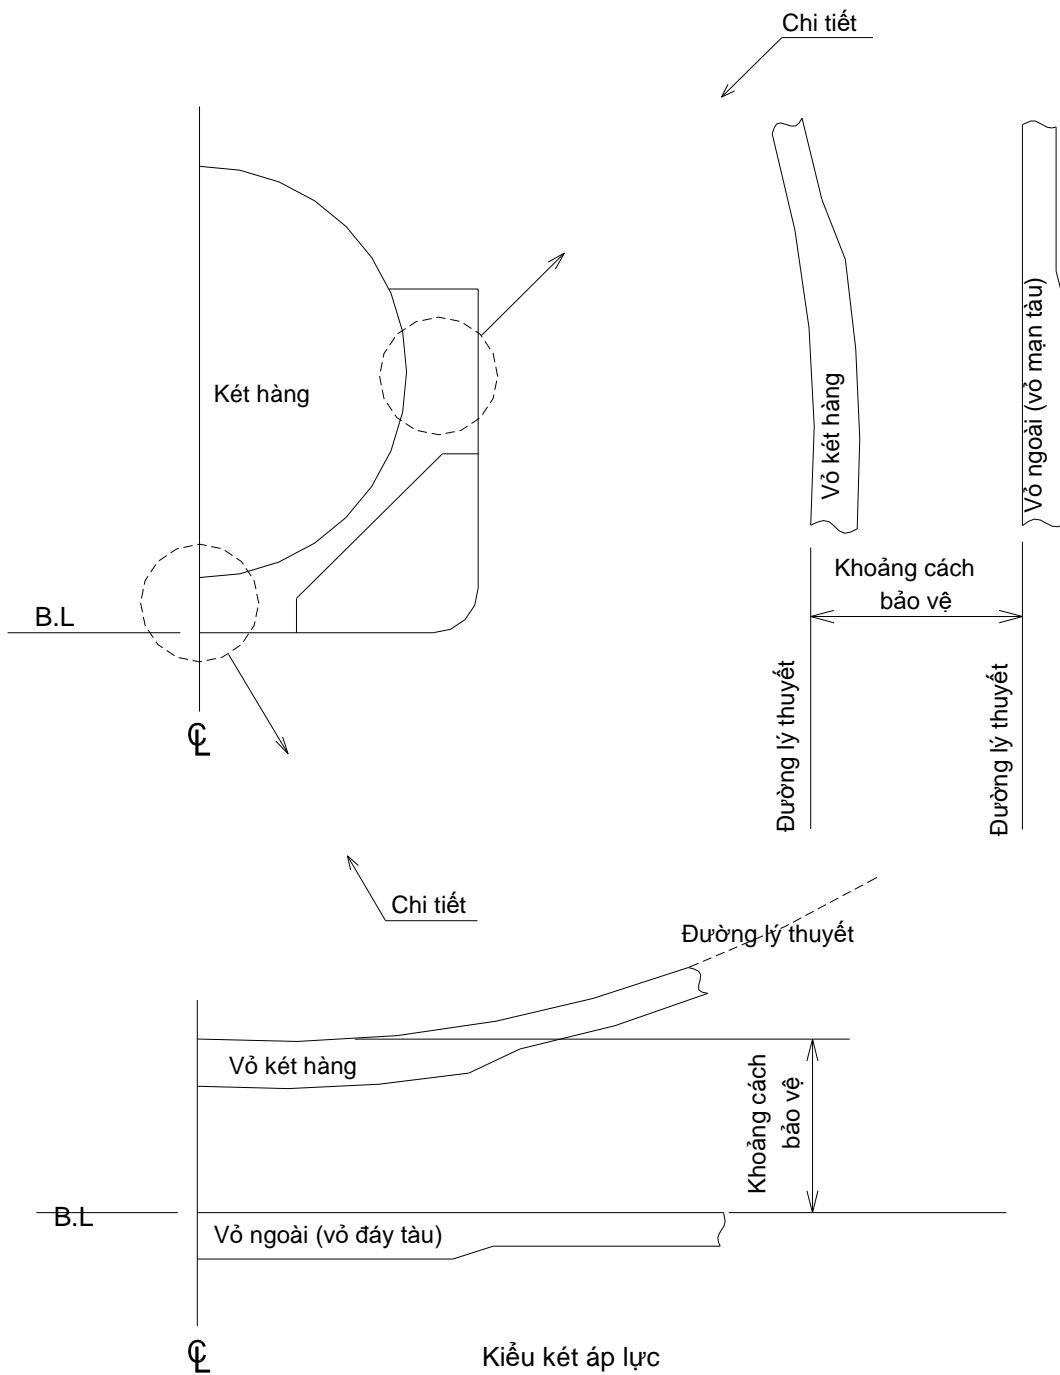 Chi tiết
Két hàng
Vỏ két hàng
Vỏ ngoài (vỏ mạn tàu)
Khoảng cách
bảo vệ
B.L
Đường lý thuyết
Đường lý thuyết
℄
Chi tiết
Đường lý thuyết
Vỏ két hàng
Khoảng cách
bảo vệ
B.L
Vỏ ngoài (vỏ đáy tàu)
℄
Kiểu két áp lực